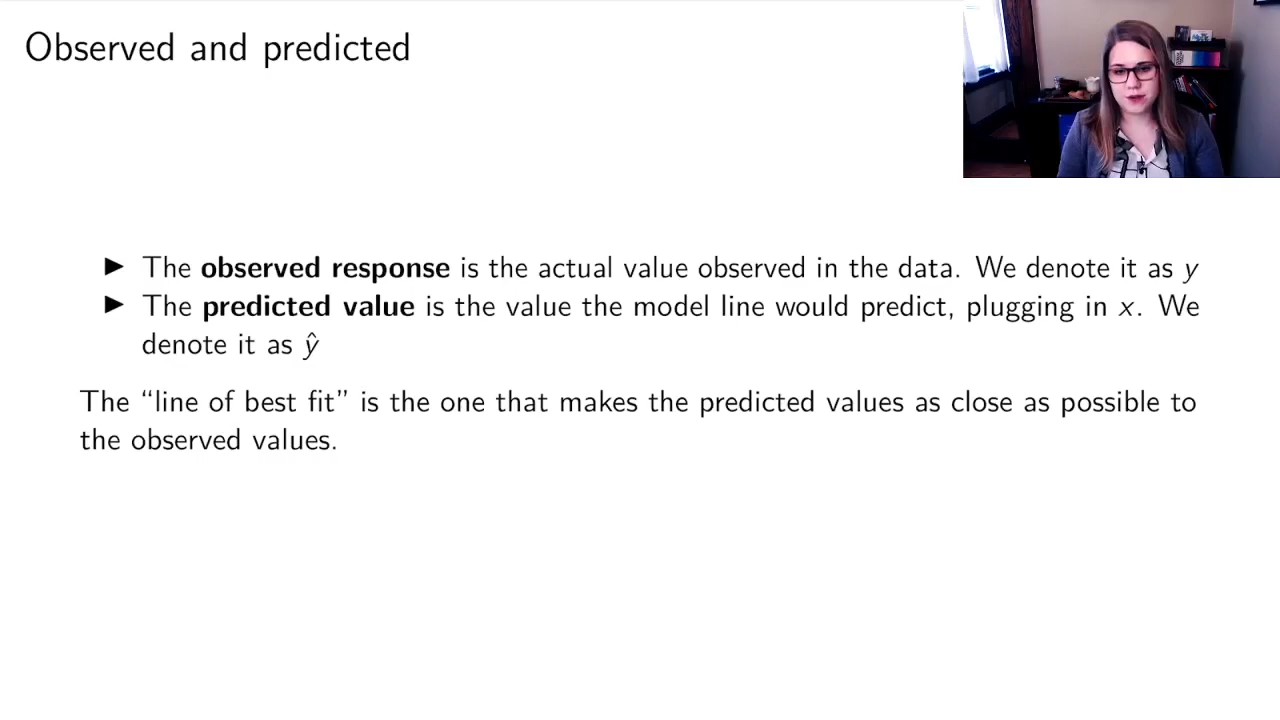 Observed and predicted
▶ The observed response is the actual value observed in the data. We denote it as y
▶ The predicted value is the value the model line would predict, plugging in x. We
denote it as ŷ
The “line of best fit” is the one that makes the predicted values as close as possible to
the observed values.